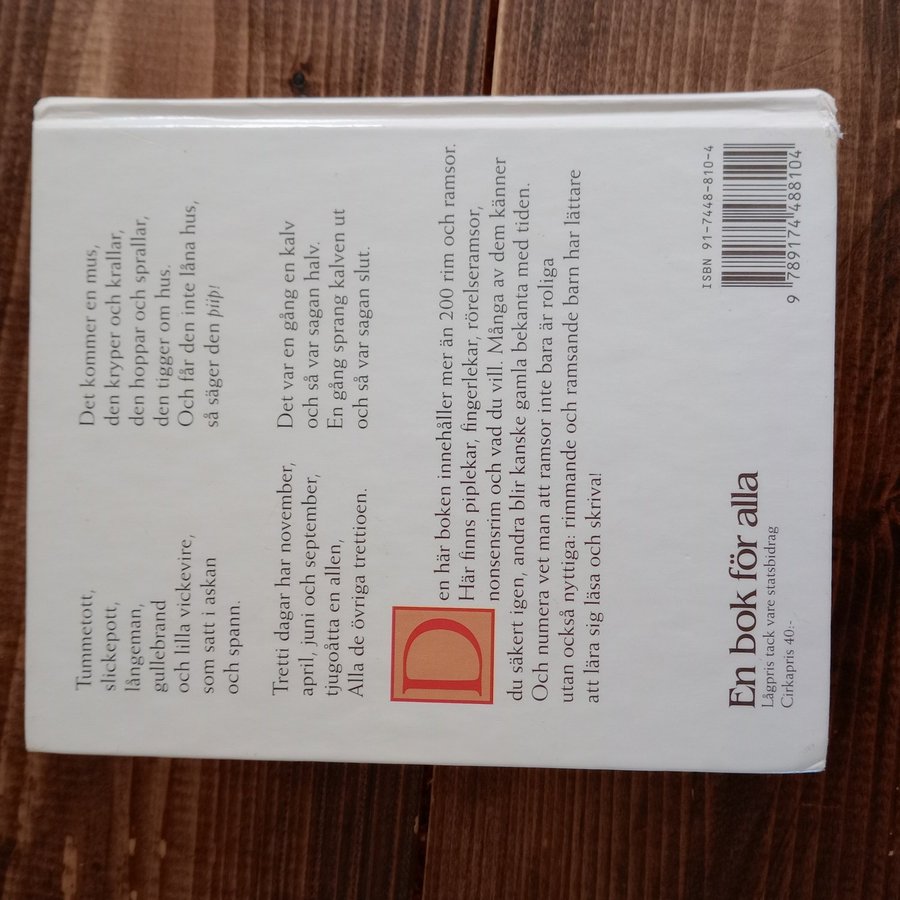 Tummetott,
slickepott,
långeman,
gullebrand
och lilla vickevire,
som satt i askan
och spann.
Det kommer en mus,
den kryper och krallar,
den hoppar och sprallar,
den tigger om hus.
Och får den inte låna hus,
så säger den piip!
Tretti dagar har november,
april, juni och september,
tjugoåtta en allen,
Alla de övriga trettioen.
Det var en gång en kalv
och så var sagan halv.
En gång sprang kalven ut
och så var sagan slut.
Den här boken innehåller mer än 200 rim och ramsor.
Här finns piplekar, fingerlekar, rörelseramsor,
nonsensrim och vad du vill. Många av dem känner
du säkert igen, andra blir kanske gamla bekanta med tiden.
Och numera vet man att ramsor inte bara är roliga
utan också nyttiga: rimmande och ramsande barn har lättare
att lära sig läsa och skriva!
En bok för alla
Lågpris tack vare statsbidrag
Cirkapris 40:-
ISBN 91-7448-810-4
9 789174 488104